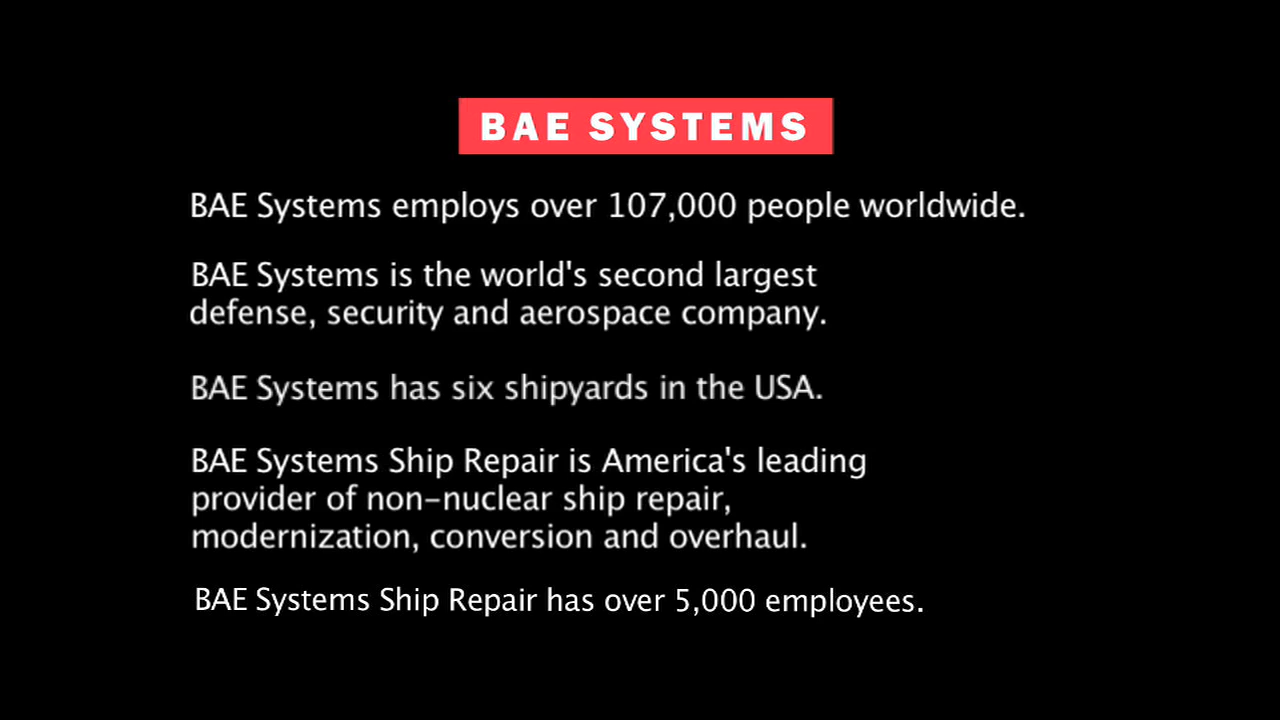 BAE SYSTEMS
BAE Systems employs over 107,000 people worldwide.
BAE Systems is the world's second largest
defense, security and aerospace company.
BAE Systems has six shipyards in the USA.
BAE Systems Ship Repair is America's leading
provider of non-nuclear ship repair,
modernization, conversion and overhaul.
BAE Systems Ship Repair has over 5,000 employees.